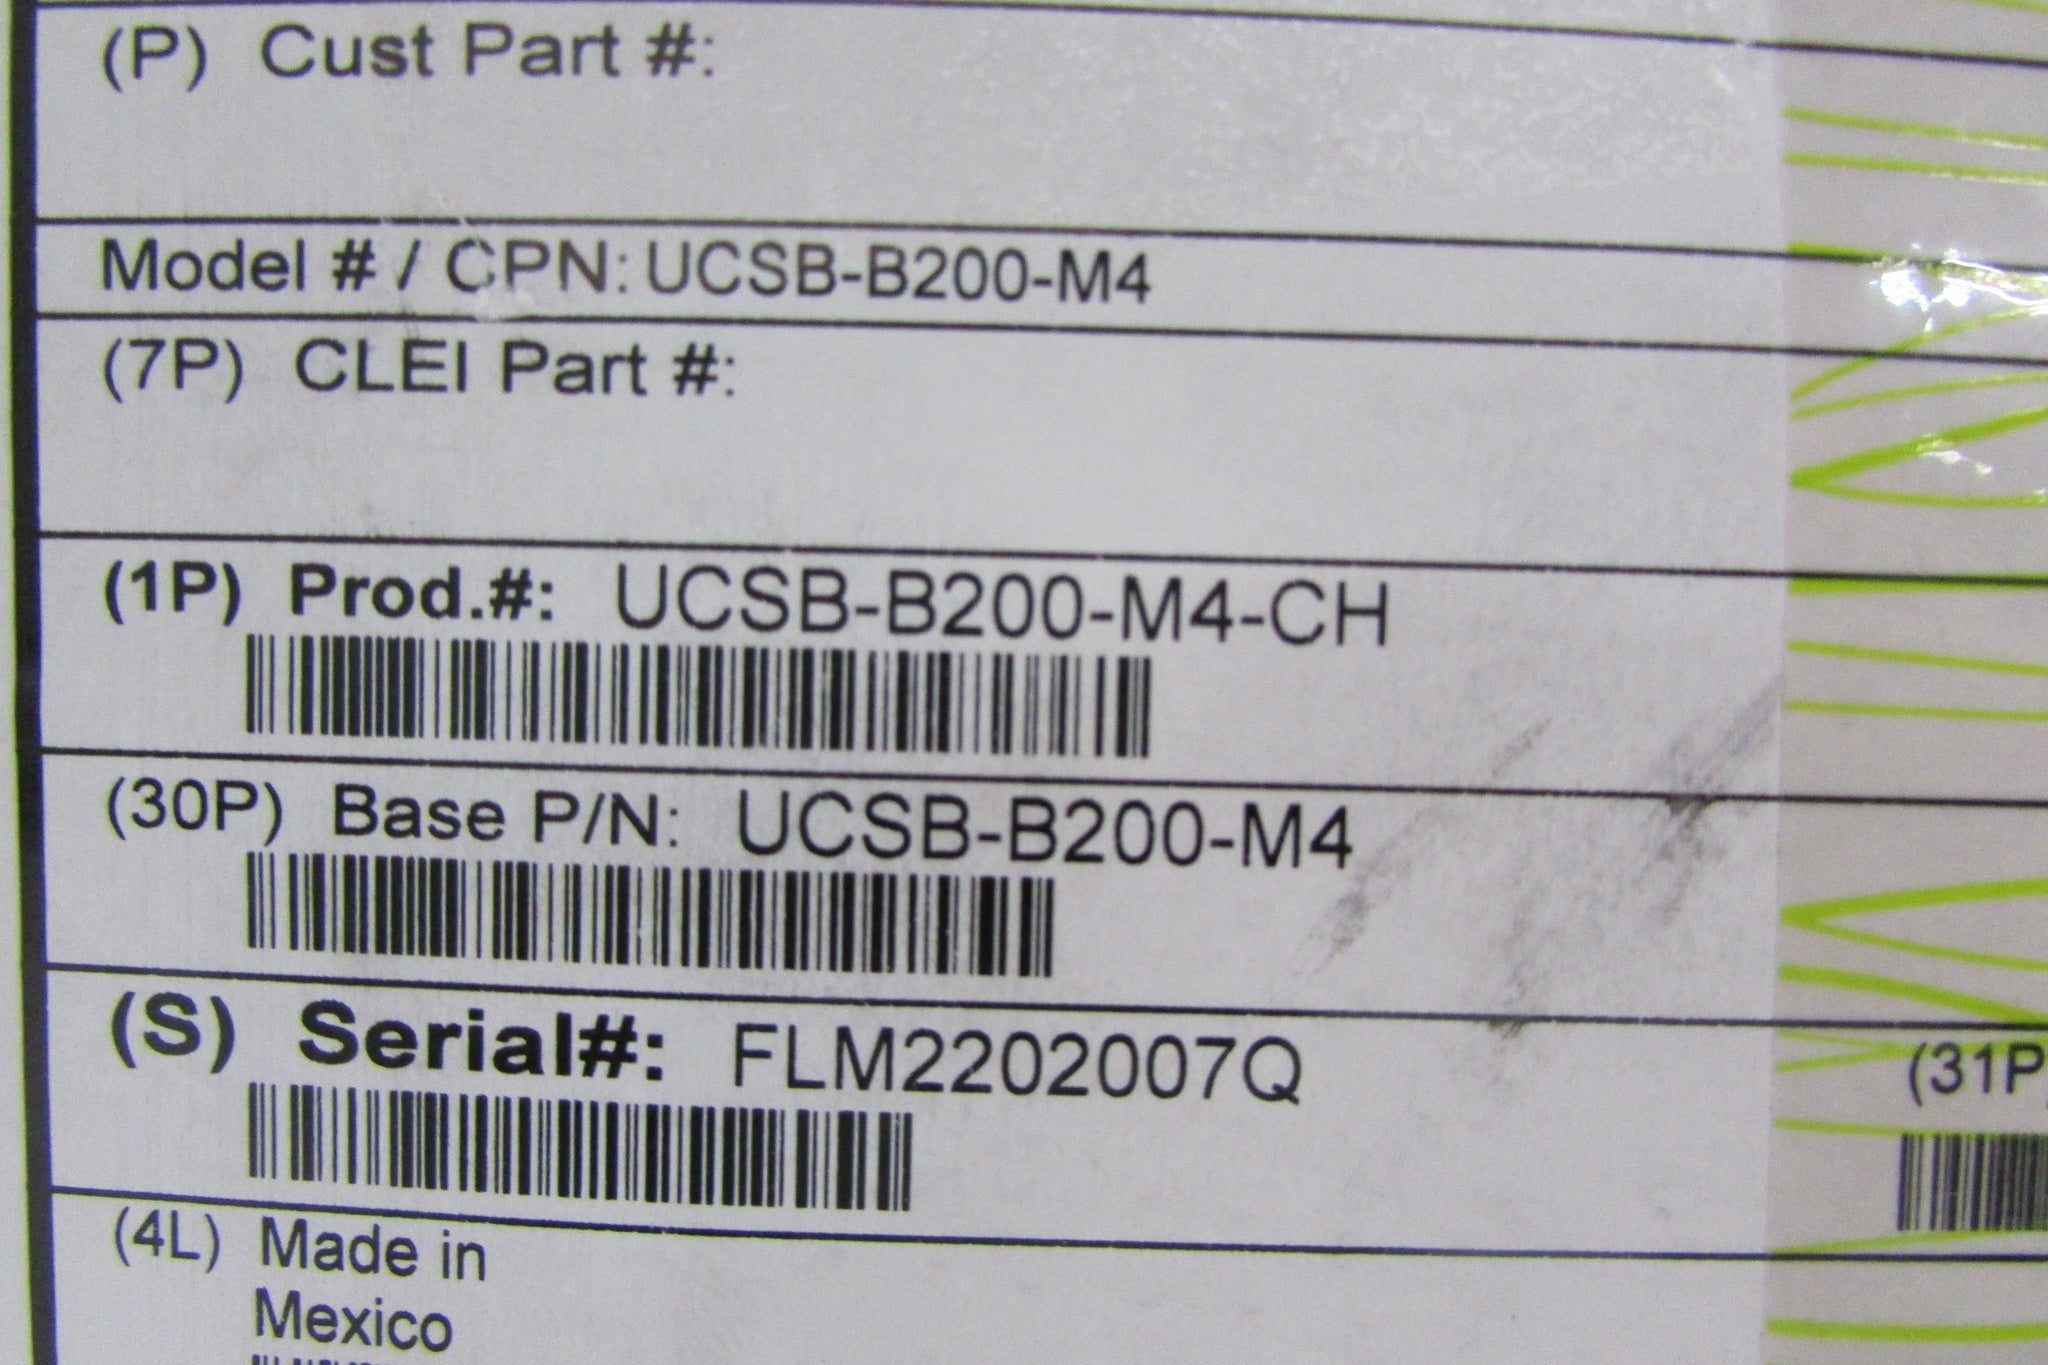 (P) Cust Part #:
Model # / CPN: UCSB-B200-M4
(7P) CLEI Part #:
(1P) Prod.#: UCSB-B200-M4-CH
(30P) Base P/N: UCSB-B200-M4
(S) Serial#: FLM2202007Q
(31P
(4L) Made in
Mexico